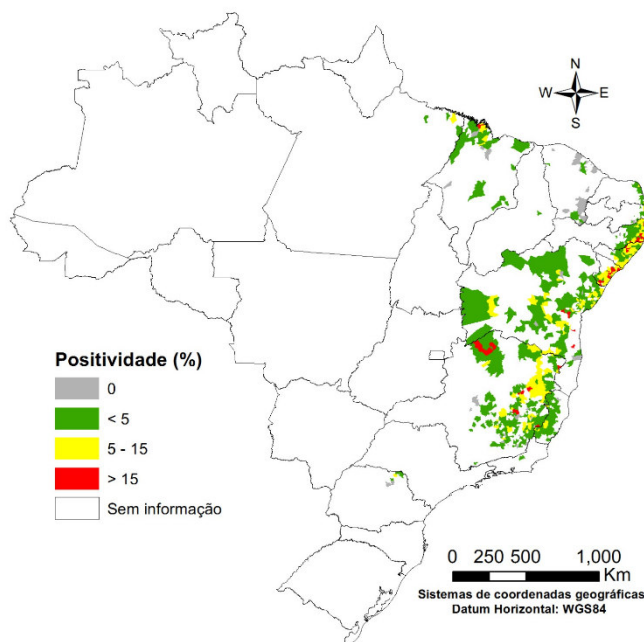 N
W E
S
Positividade (%)
0
< 5
5 - 15
> 15
Sem informação
0 250 500 1,000
Km
Sistemas de coordenadas geográficas
Datum Horizontal: WGS84